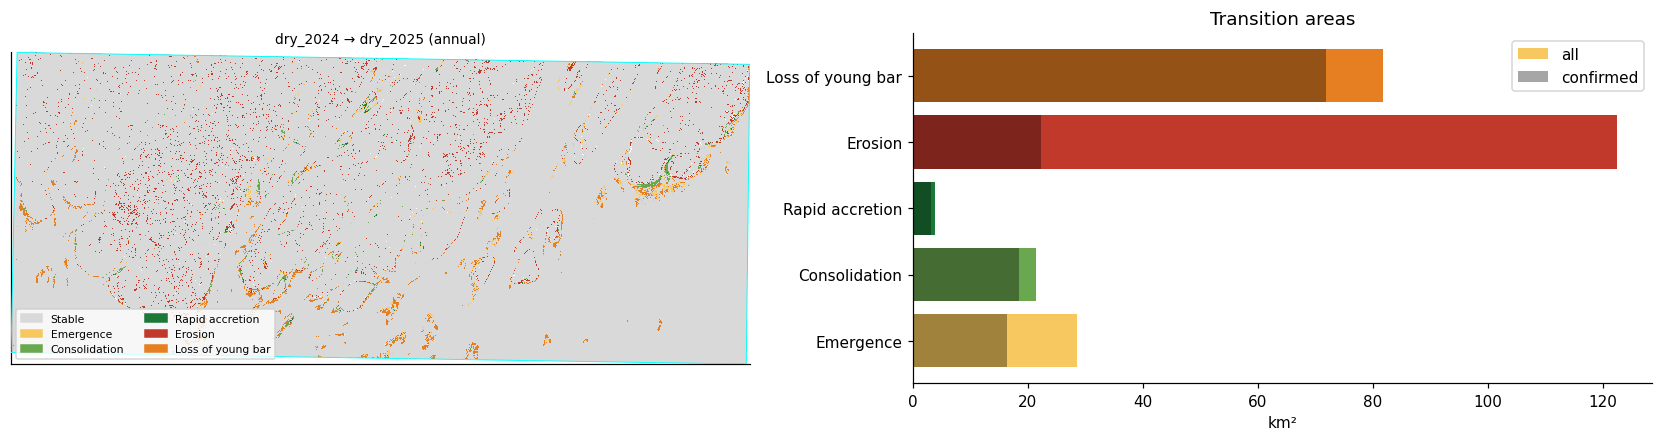 dry_2024 → dry_2025 (annual)
Stable
Emergence
Consolidation
Rapid accretion
Erosion
Loss of young bar
Transition areas
all
confirmed
Loss of young bar
Erosion
Rapid accretion
Consolidation
Emergence
0 20 40 60 80 100 120
km²